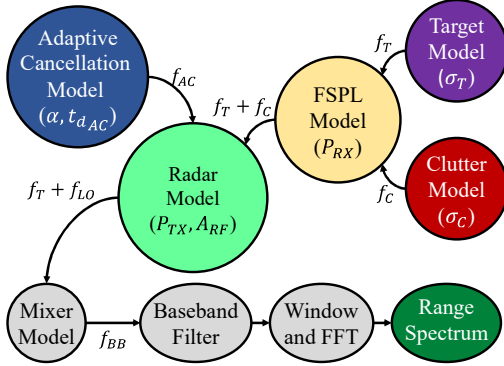 Adaptive
Cancellation
Model
(α, t_{d_{AC}})
f_{AC}
f_T + f_C
FSPL
Model
(P_{RX})
f_T
Target
Model
(σ_T)
f_C
Clutter
Model
(σ_C)
Radar
Model
(P_{TX}, A_{RF})
f_T + f_{LO}
Mixer
Model
f_{BB}
Baseband
Filter
Window
and FFT
Range
Spectrum